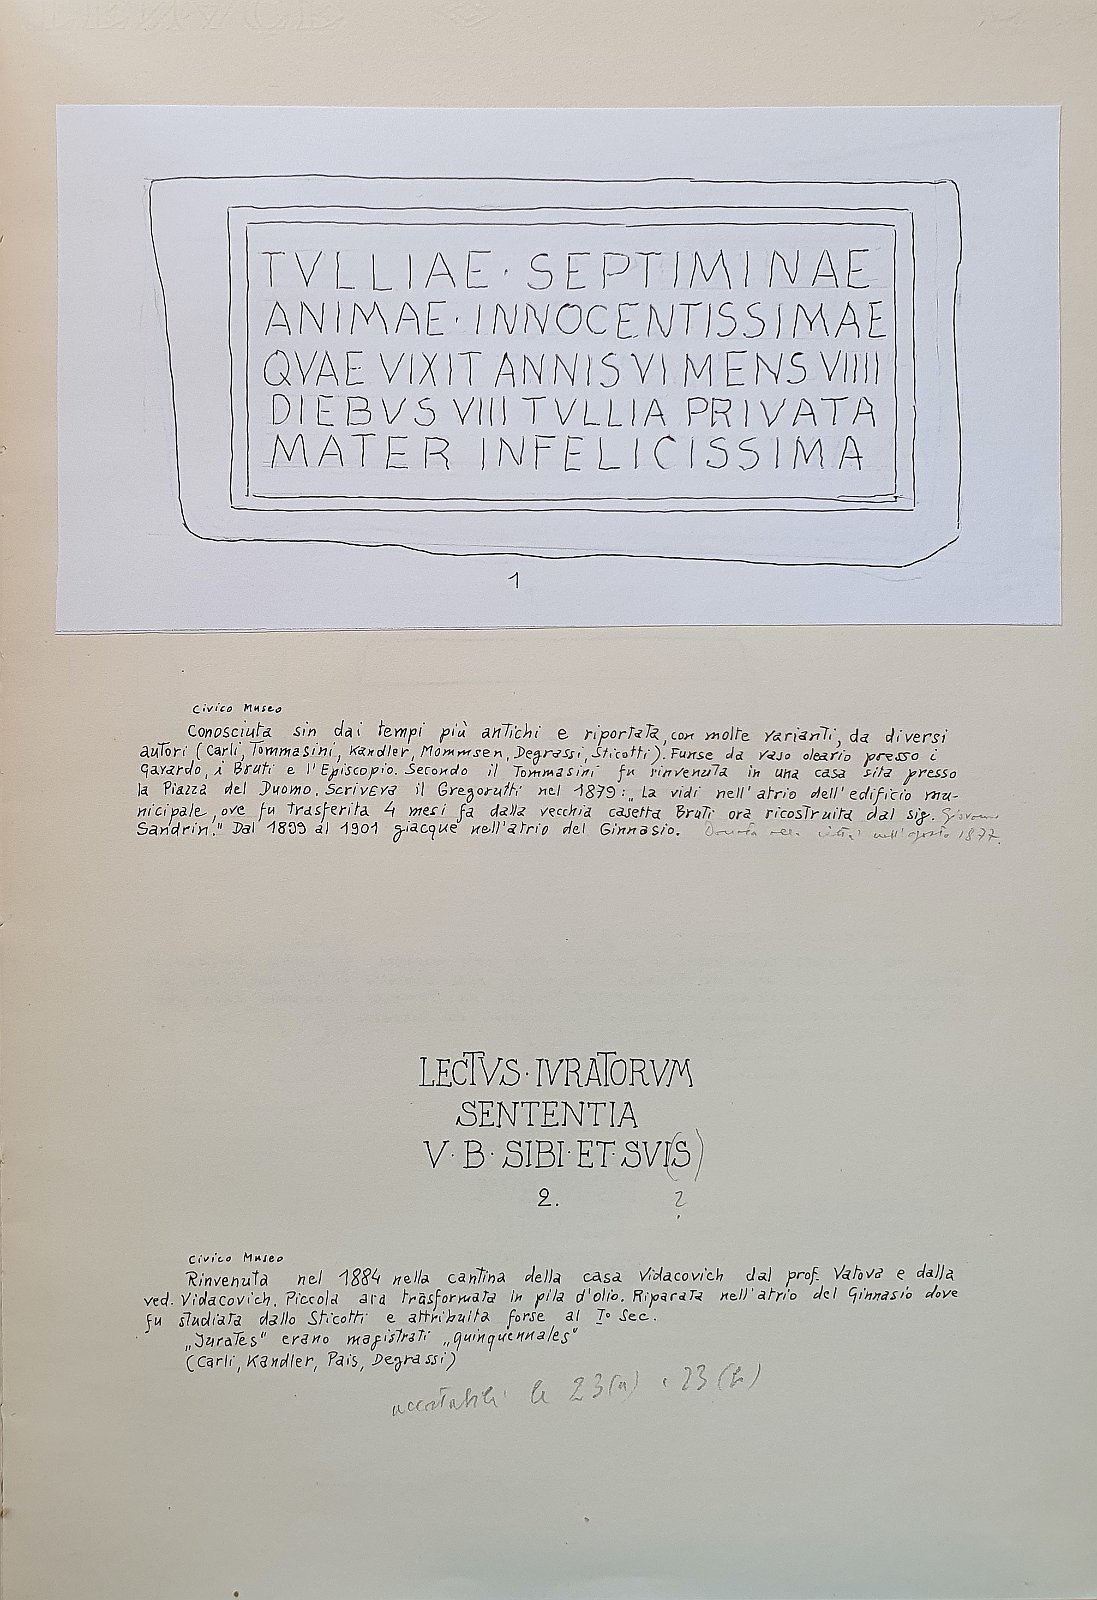 TVLLIAE · SEPTIMINAE
ANIMAE · INNOCENTISSIMAE
QVAE VIXIT ANNIS VI MENS VIIII
DIEBVS VIII TVLLIA PRIVATA
MATER INFELICISSIMA
1
Civico Museo
Conosciuta sin dai tempi più antichi e riportata, con molte varianti, da diversi
autori (Carli, Tommasini, Kandler, Mommsen, Degrassi, Sticotti). Funse da vaso oleario presso i
Gavardo, i Bruti e l'Episcopio. Secondo il Tommasini fu rinvenuta in una casa sita presso
la Piazza del Duomo. Scriveva il Gregorutti nel 1879: „La vidi nell'atrio dell'edificio mu-
nicipale, ove fu trasferita 4 mesi fa dalla vecchia casetta Bruti ora ricostruita dal sig. Giovanni
Sandrin." Dal 1899 al 1901 giacque nell'atrio del Ginnasio. nell'agosto 1877.
LECTVS · IVRATORVM
SENTENTIA
V · B · SIBI · ET · SVI(S)
2. ?
Civico Museo
Rinvenuta nel 1884 nella cantina della casa Vidacovich dal prof. Vatova e dalla
ved. Vidacovich. Piccola ara trasformata in pila d'olio. Riparata nell'atrio del Ginnasio dove
fu studiata dallo Sticotti e attribuita forse al I° Sec.
„Jurates" erano magistrati „quinquennales"
(Carli, Kandler, Pais, Degrassi)
23(a) 23(b)